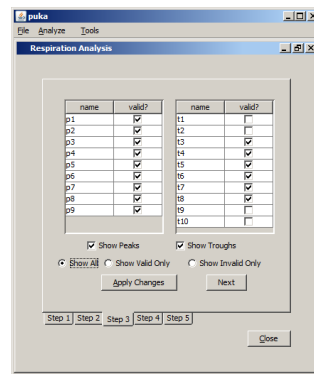 puka
File Analyze Tools
Respiration Analysis
name valid? name valid?
p1 t1
p2 t2
p3 t3
p4 t4
p5 t5
p6 t6
p7 t7
p8 t8
p9 t9
t10
Show Peaks Show Troughs
Show All Show Valid Only Show Invalid Only
Apply Changes Next
Step 1 Step 2 Step 3 Step 4 Step 5
Close